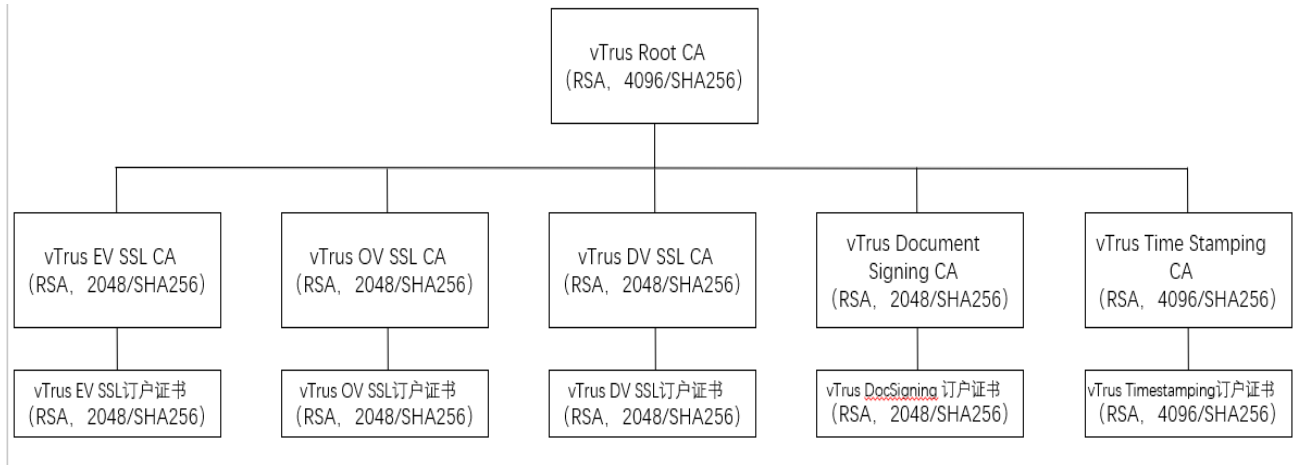 vTrus Root CA
（RSA，4096/SHA256）
vTrus EV SSL CA
（RSA，2048/SHA256）
vTrus OV SSL CA
（RSA，2048/SHA256）
vTrus DV SSL CA
（RSA，2048/SHA256）
vTrus Document
Signing CA
（RSA，2048/SHA256）
vTrus Time Stamping
CA
（RSA，4096/SHA256）
vTrus EV SSL订户证书
（RSA，2048/SHA256）
vTrus OV SSL订户证书
（RSA，2048/SHA256）
vTrus DV SSL订户证书
（RSA，2048/SHA256）
vTrus DocSigning 订户证书
（RSA，2048/SHA256）
vTrus Timestamping订户证书
（RSA，4096/SHA256）